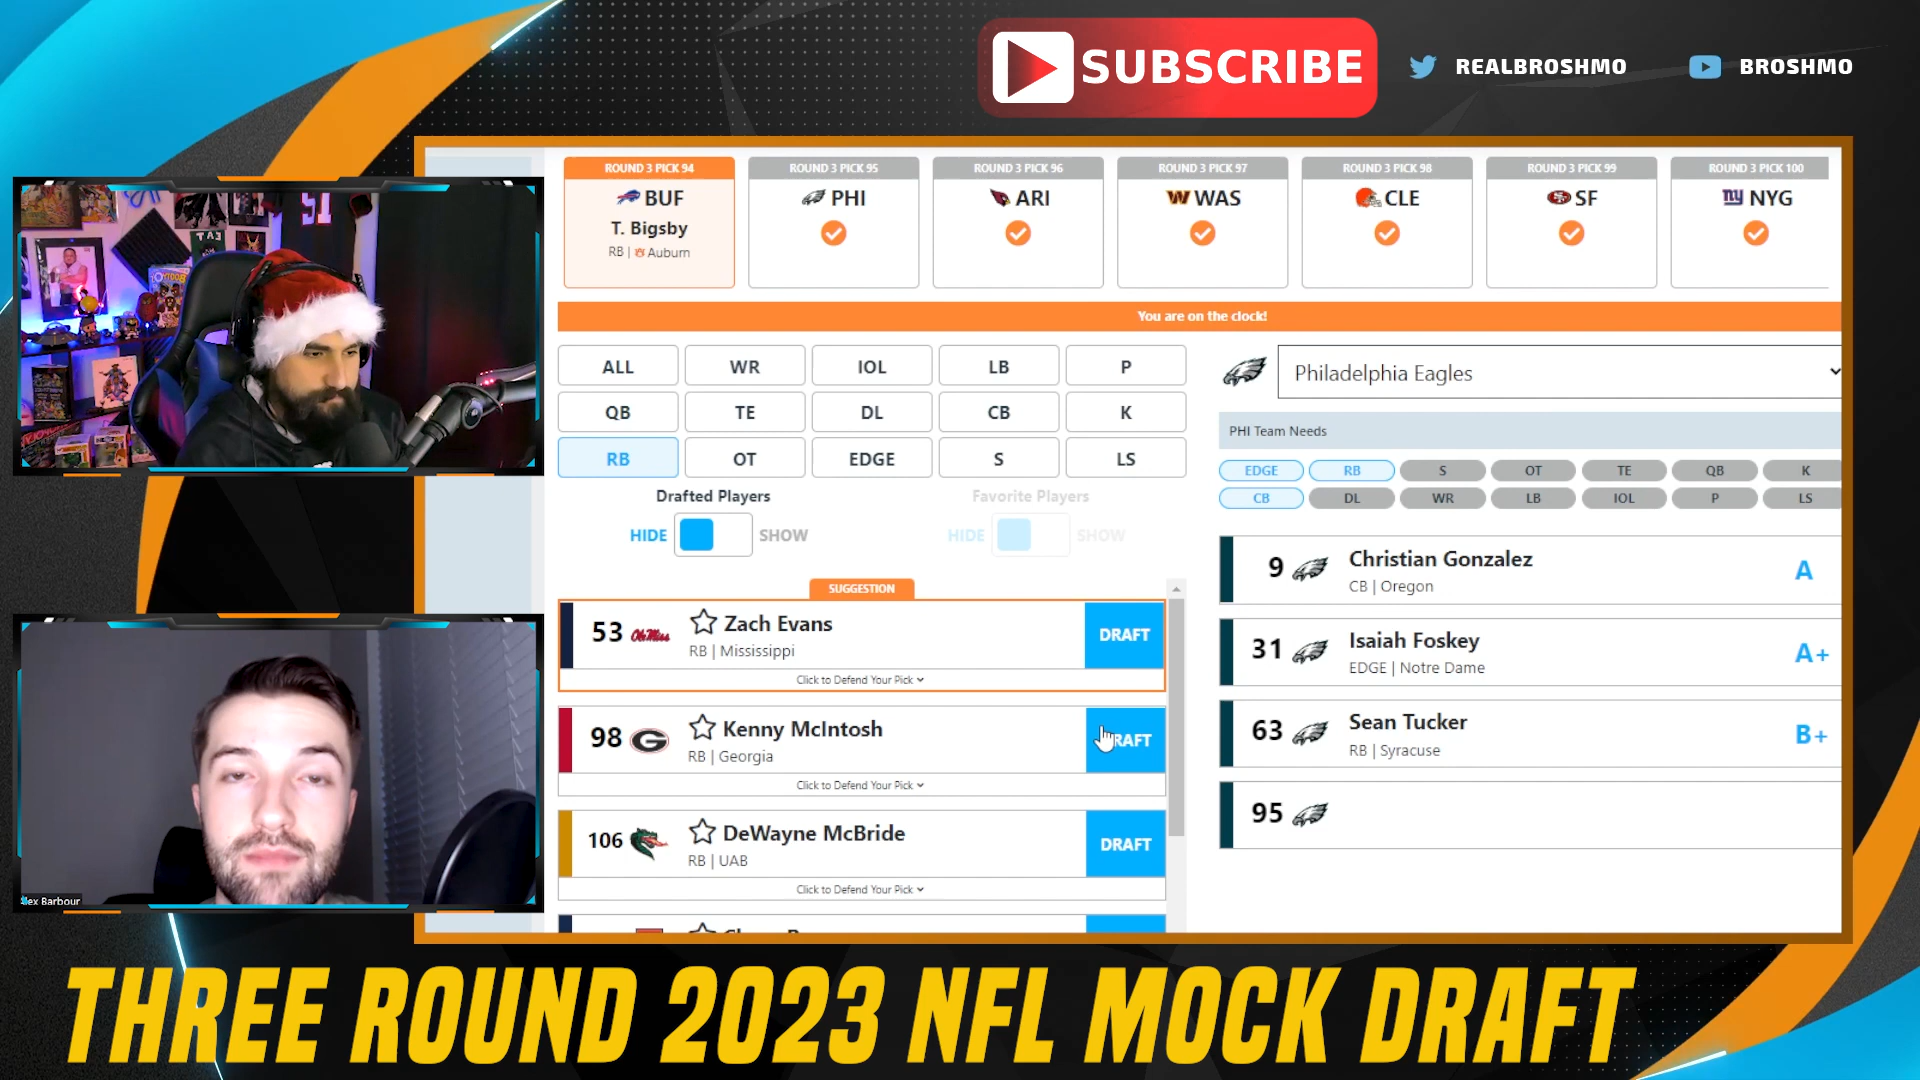 SUBSCRIBE
REALBROSHMO
BROSHMO
ROUND 3 PICK 94
BUF
T. Bigsby
RB | Auburn
ROUND 3 PICK 95
PHI
ROUND 3 PICK 96
ARI
ROUND 3 PICK 97
WAS
ROUND 3 PICK 98
CLE
ROUND 3 PICK 99
SF
ROUND 3 PICK 100
ny NYG
You are on the clock!
ALL WR IOL LB P
QB TE DL CB K
RB OT EDGE S LS
Drafted Players
HIDE SHOW
Favorite Players
HIDE SHOW
SUGGESTION
53 Ole Miss Zach Evans
RB | Mississippi
DRAFT
Click to Defend Your Pick
98 G Kenny McIntosh
RB | Georgia
RAFT
Click to Defend Your Pick
106 DeWayne McBride
RB | UAB
DRAFT
Click to Defend Your Pick
Philadelphia Eagles
PHI Team Needs
EDGE RB S OT TE QB K
CB DL WR LB IOL P LS
9 Christian Gonzalez
CB | Oregon
A
31 Isaiah Foskey
EDGE | Notre Dame
A+
63 Sean Tucker
RB | Syracuse
B+
95
91
Barbour
THREE ROUND 2023 NFL MOCK DRAFT